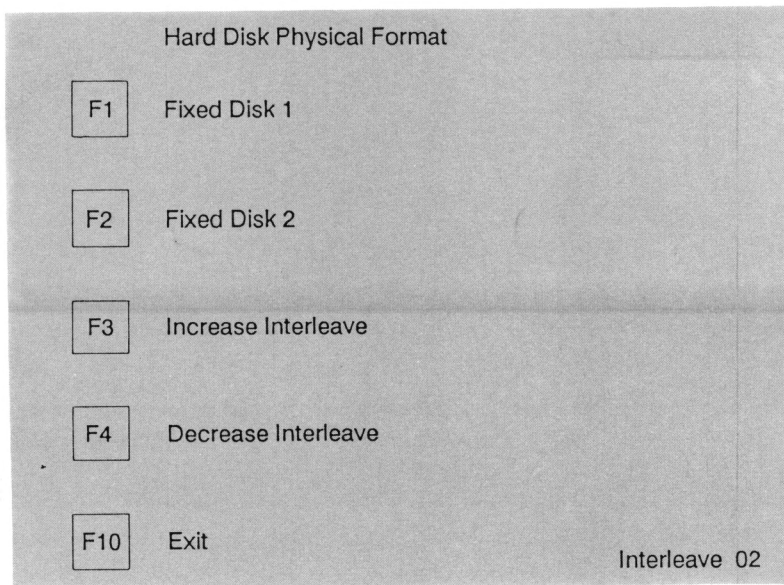 Hard Disk Physical Format
F1 Fixed Disk 1
F2 Fixed Disk 2
F3 Increase Interleave
F4 Decrease Interleave
F10 Exit
Interleave 02